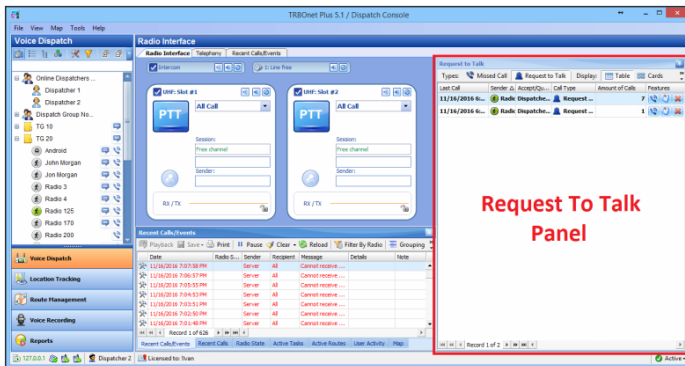 TRBOnet Plus 5.1 / Dispatch Console
File View Map Tools Help
Voice Dispatch
Online Dispatchers ...
Dispatcher 1
Dispatcher 2
Dispatch Group No...
TG 10
TG 20
Android
John Morgan
Jon Morgan
Radio 3
Radio 4
Radio 125
Radio 170
Radio 200
Voice Dispatch
Location Tracking
Route Management
Voice Recording
Reports
Radio Interface
Radio Interface Telephony Recent Calls/Events
Intercom 1: Line free
UHF: Slot #1
PTT
All Call
Session:
Free channel
Sender:
RX / TX
UHF: Slot #2
PTT
All Call
Session:
Free channel
Sender:
RX / TX
Recent Calls/Events
Playback Save Print Pause Clear Reload Filter By Radio Grouping
Date Radio S... Sender Recipient Message Details Note
11/16/2016 7:07:58 PM Server All Cannot receive ...
11/16/2016 7:06:57 PM Server All Cannot receive ...
11/16/2016 7:05:55 PM Server All Cannot receive ...
11/16/2016 7:04:53 PM Server All Cannot receive ...
11/16/2016 7:03:51 PM Server All Cannot receive ...
11/16/2016 7:02:50 PM Server All Cannot receive ...
11/16/2016 7:01:48 PM Server All Cannot receive ...
Record 1 of 626
Recent Calls/Events Recent Calls Radio State Active Tasks Active Routes User Activity Map
Request to Talk
Types: Missed Call Request to Talk Display: Table Cards
Last Call Sender Accept/Qu... Call Type Amount of Calls Features
11/16/2016 6:... Radi Dispatche... Request ... 7
11/16/2016 6:... Radi Dispatche... Request ... 1
Request To Talk
Panel
Record 1 of 2
127.0.0.1 Dispatcher 2 Licensed to: Ivan Active